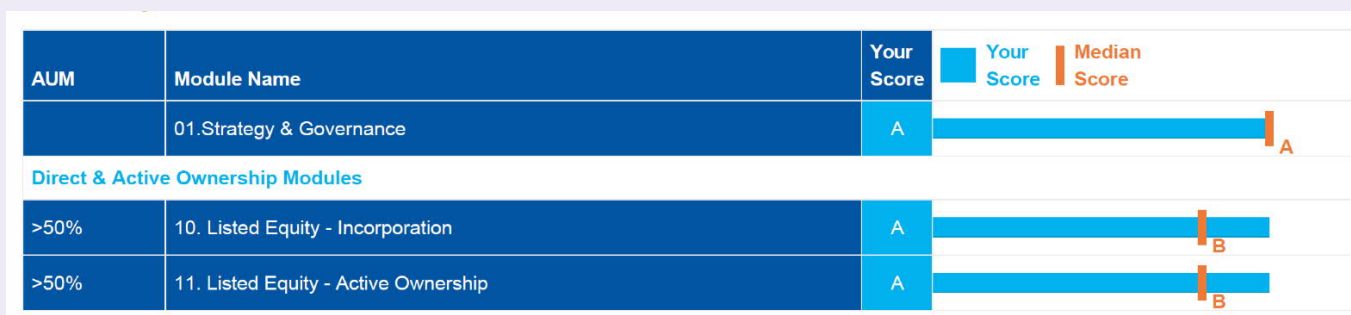 AUM Module Name Your Score Your Score Median Score
01.Strategy & Governance A A
Direct & Active Ownership Modules
>50% 10. Listed Equity - Incorporation A B
>50% 11. Listed Equity - Active Ownership A B